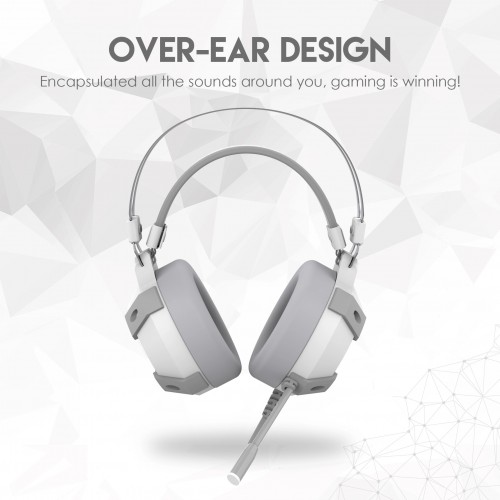 OVER-EAR DESIGN
Encapsulated all the sounds around you, gaming is winning!